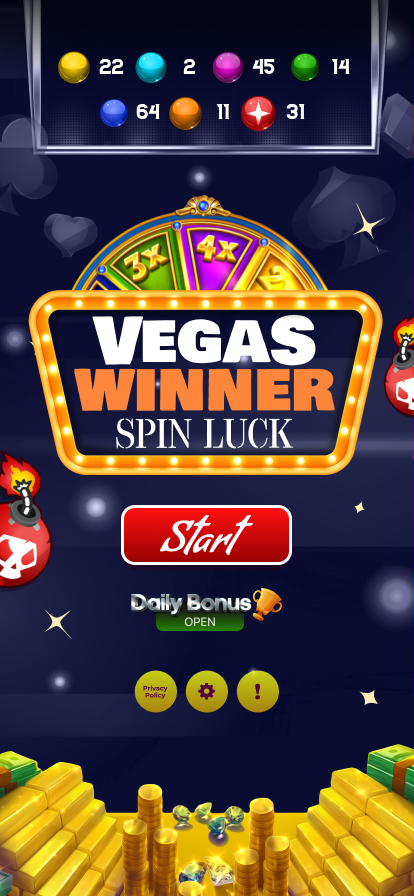 22 2 45 14
64 11 31
3x 4x 2
VEGAS
WINNER
SPIN LUCK
Start
Daily Bonus
OPEN
Privacy
Policy
!